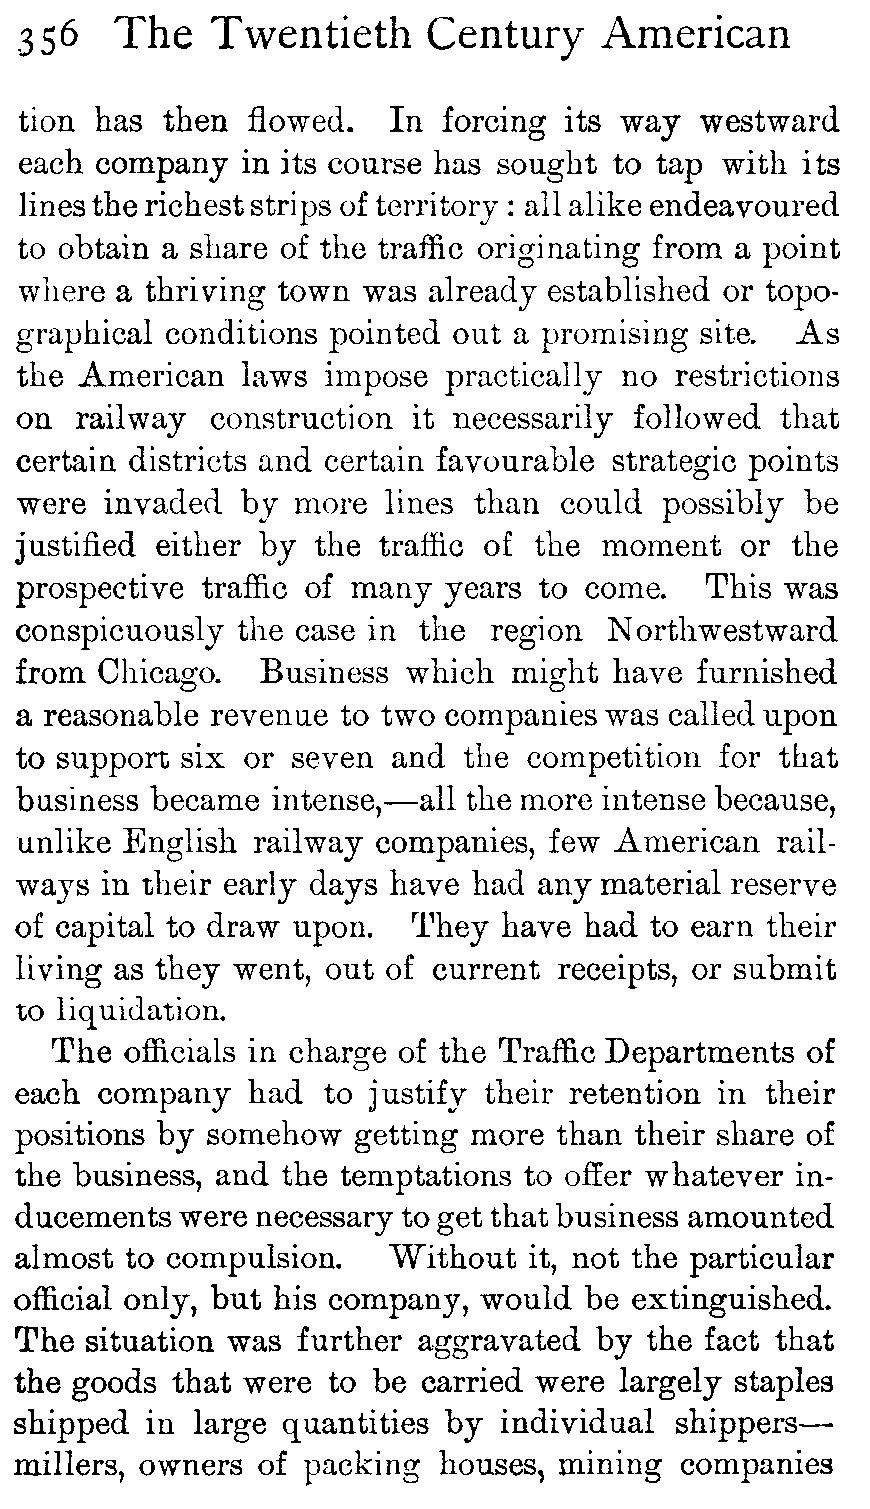 356 The Twentieth Century American
tion has then flowed. In forcing its way westward
each company in its course has sought to tap with its
lines the richest strips of territory : all alike endeavoured
to obtain a share of the traffic originating from a point
where a thriving town was already established or topo-
graphical conditions pointed out a promising site. As
the American laws impose practically no restrictions
on railway construction it necessarily followed that
certain districts and certain favourable strategic points
were invaded by more lines than could possibly be
justified either by the traffic of the moment or the
prospective traffic of many years to come. This was
conspicuously the case in the region Northwestward
from Chicago. Business which might have furnished
a reasonable revenue to two companies was called upon
to support six or seven and the competition for that
business became intense,—all the more intense because,
unlike English railway companies, few American rail-
ways in their early days have had any material reserve
of capital to draw upon. They have had to earn their
living as they went, out of current receipts, or submit
to liquidation.
The officials in charge of the Traffic Departments of
each company had to justify their retention in their
positions by somehow getting more than their share of
the business, and the temptations to offer whatever in-
ducements were necessary to get that business amounted
almost to compulsion. Without it, not the particular
official only, but his company, would be extinguished.
The situation was further aggravated by the fact that
the goods that were to be carried were largely staples
shipped in large quantities by individual shippers—
millers, owners of packing houses, mining companies